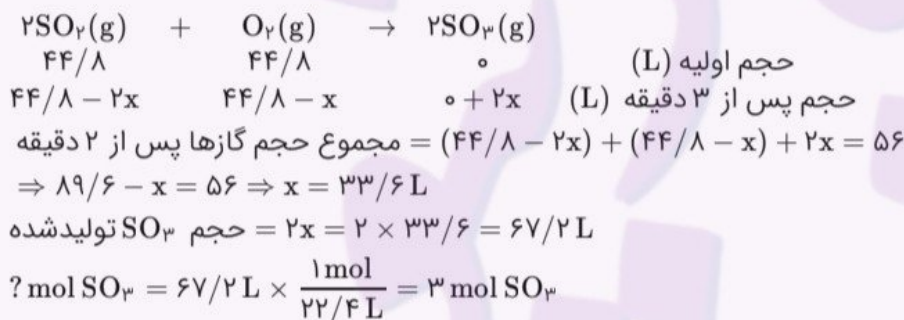 ۲SO₂(g) + O₂(g) → ۲SO₃(g)
۴۴/۸ ۴۴/۸ ۰ حجم اولیه (L)
۴۴/۸ − ۲x ۴۴/۸ − x ۰ + ۲x حجم پس از ۳ دقیقه (L)
مجموع حجم گازها پس از ۲ دقیقه = (۴۴/۸ − ۲x) + (۴۴/۸ − x) + ۲x = ۵۶
⇒ ۸۹/۶ − x = ۵۶ ⇒ x = ۳۳/۶ L
حجم SO₃ تولیدشده = ۲x = ۲ × ۳۳/۶ = ۶۷/۲ L
? mol SO₃ = ۶۷/۲ L × ۱ mol / ۲۲/۴ L = ۳ mol SO₃